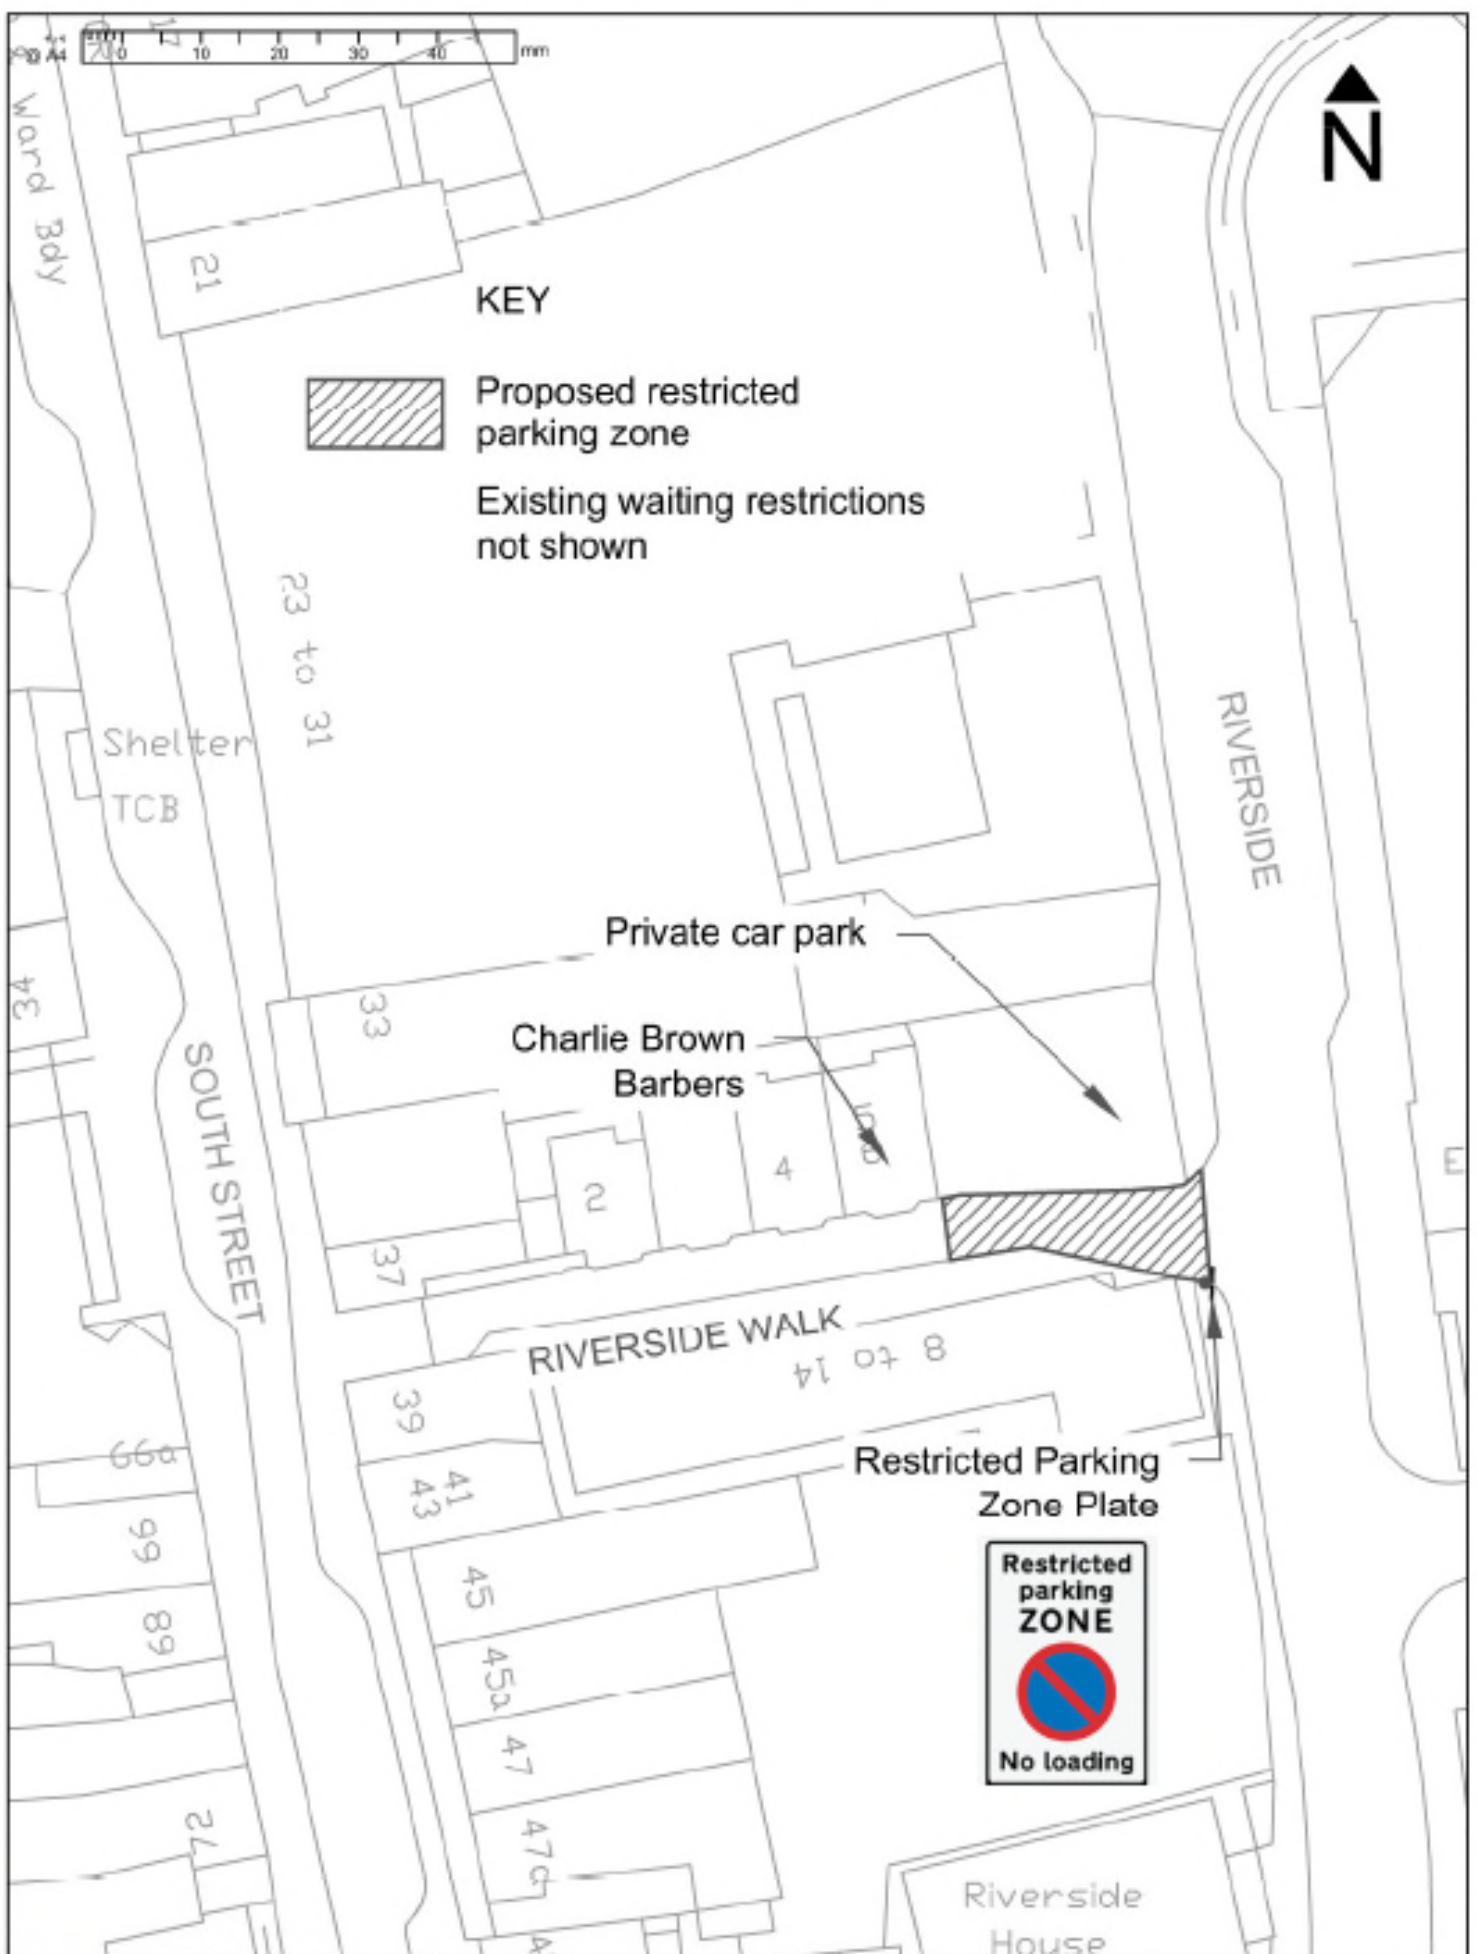 17
@ A4 0 10 20 30 40 mm
Ward Bdy
N
21
KEY
Proposed restricted
parking zone
Existing waiting restrictions
not shown
23 to 31
Shelter
TCB
RIVERSIDE
Private car park
34
33
Charlie Brown
Barbers
SOUTH STREET
4
2
37
RIVERSIDE WALK
8 to 14
39
66a
41
43
Restricted Parking
Zone Plate
66
45
Restricted
parking
ZONE
No loading
68
45a
47
72
47a
Riverside
House